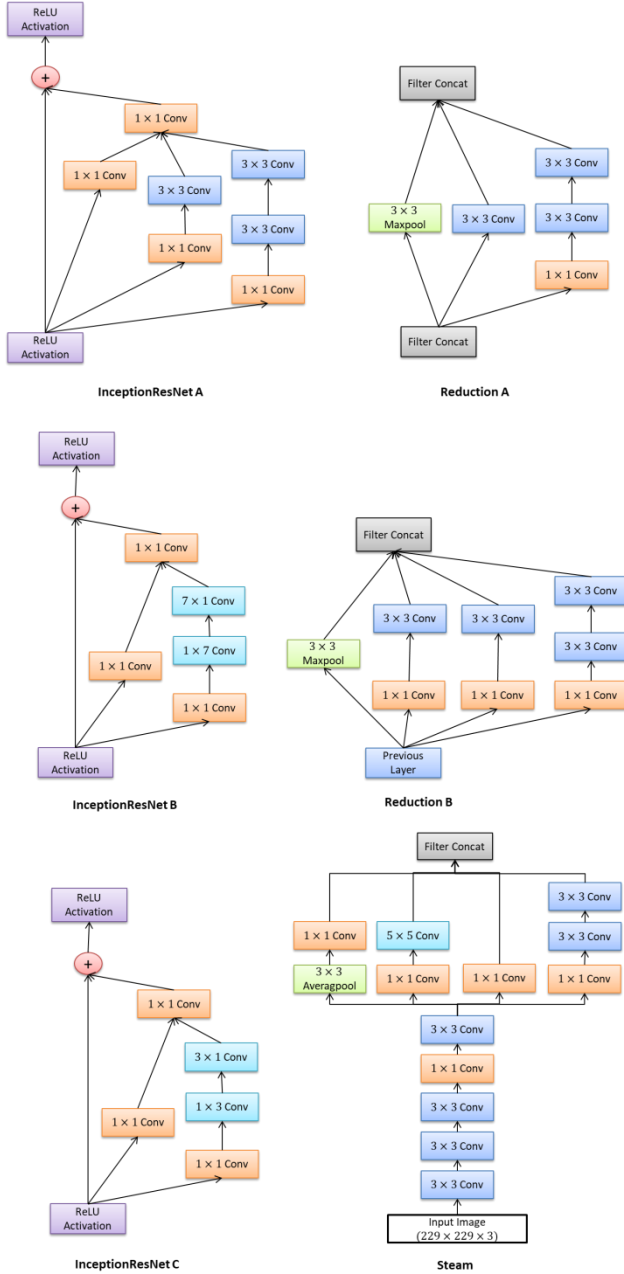 ReLU
Activation
+
1 × 1 Conv
3 × 3 Conv
1 × 1 Conv
3 × 3 Conv
3 × 3 Conv
1 × 1 Conv
1 × 1 Conv
ReLU
Activation
InceptionResNet A
Filter Concat
3 × 3 Conv
3 × 3
Maxpool
3 × 3 Conv
3 × 3 Conv
1 × 1 Conv
Filter Concat
Reduction A
ReLU
Activation
+
1 × 1 Conv
7 × 1 Conv
1 × 7 Conv
1 × 1 Conv
1 × 1 Conv
ReLU
Activation
InceptionResNet B
Filter Concat
3 × 3 Conv
3 × 3 Conv
3 × 3 Conv
3 × 3
Maxpool
3 × 3 Conv
1 × 1 Conv
1 × 1 Conv
1 × 1 Conv
Previous
Layer
Reduction B
ReLU
Activation
+
1 × 1 Conv
3 × 1 Conv
1 × 3 Conv
1 × 1 Conv
1 × 1 Conv
ReLU
Activation
InceptionResNet C
Filter Concat
3 × 3 Conv
1 × 1 Conv
5 × 5 Conv
3 × 3 Conv
3 × 3
Averagpool
1 × 1 Conv
1 × 1 Conv
1 × 1 Conv
3 × 3 Conv
1 × 1 Conv
3 × 3 Conv
3 × 3 Conv
3 × 3 Conv
Input Image
(229 × 229 × 3)
Steam